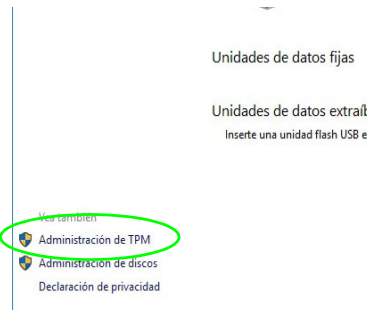 Unidades de datos fijas
Unidades de datos extraíb
Inserte una unidad flash USB e
Vea también
Administración de TPM
Administración de discos
Declaración de privacidad